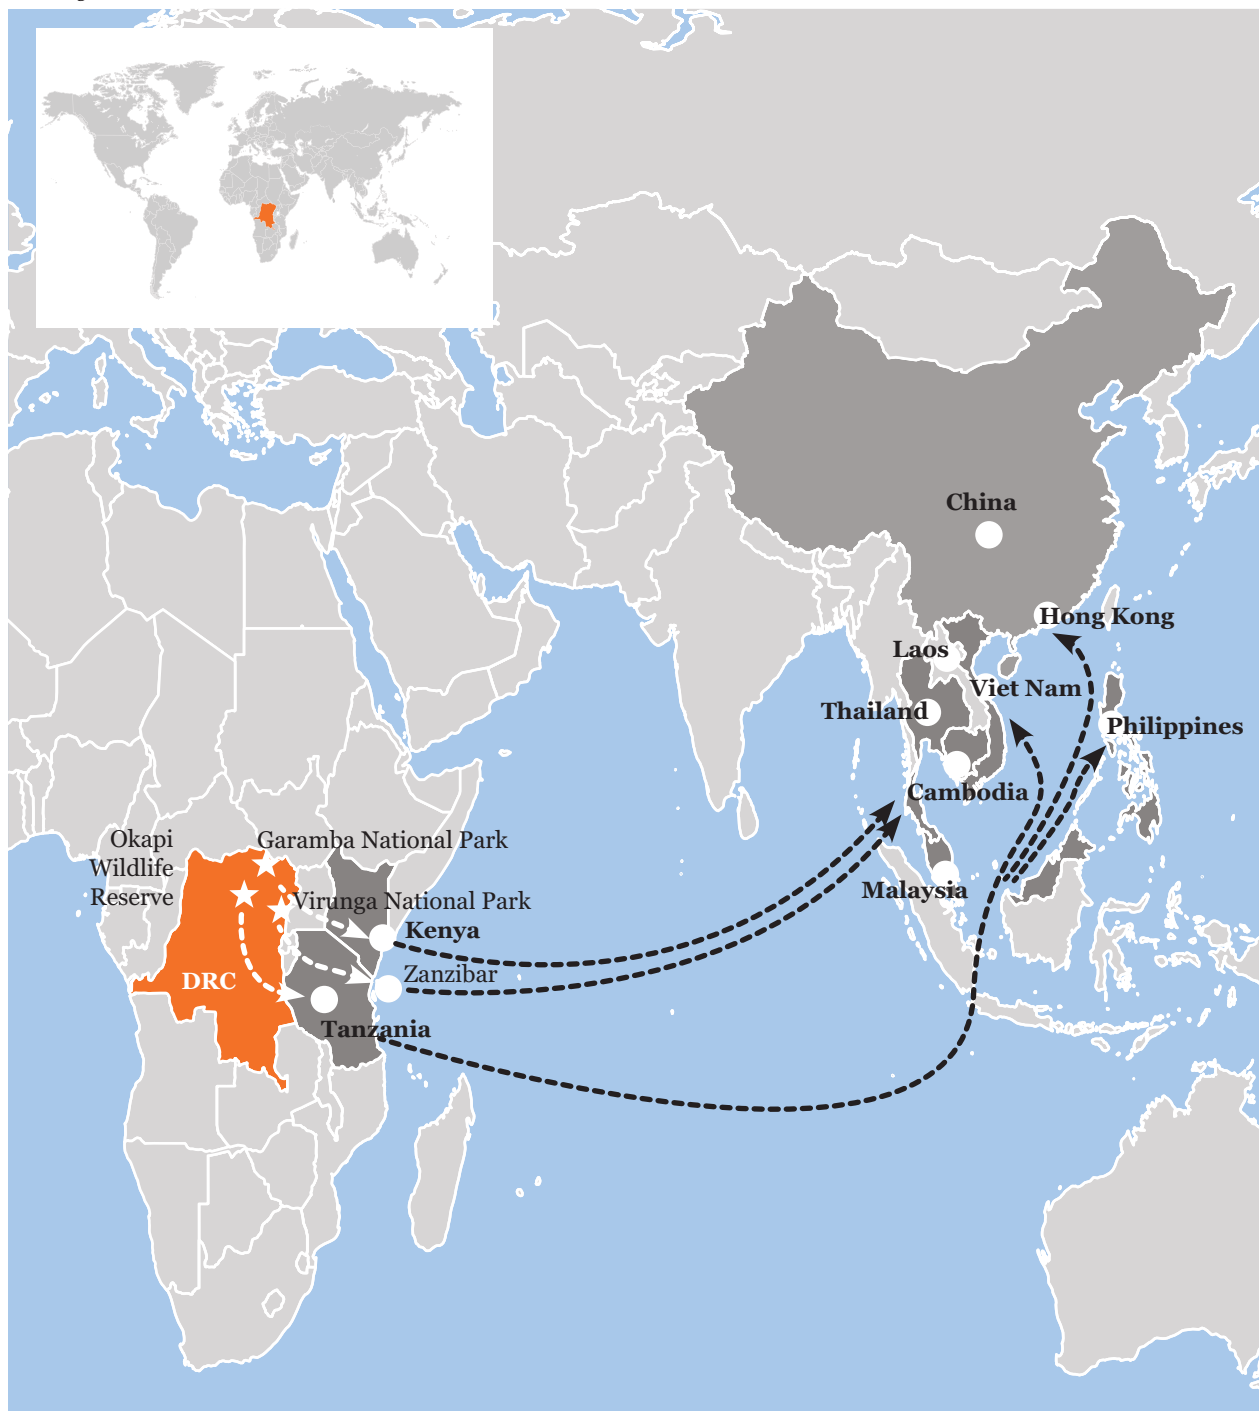 China
Hong Kong
Laos
Viet Nam
Thailand
Philippines
Cambodia
Okapi
Wildlife
Reserve
Garamba National Park
Malaysia
Virunga National Park
Kenya
DRC
Zanzibar
Tanzania